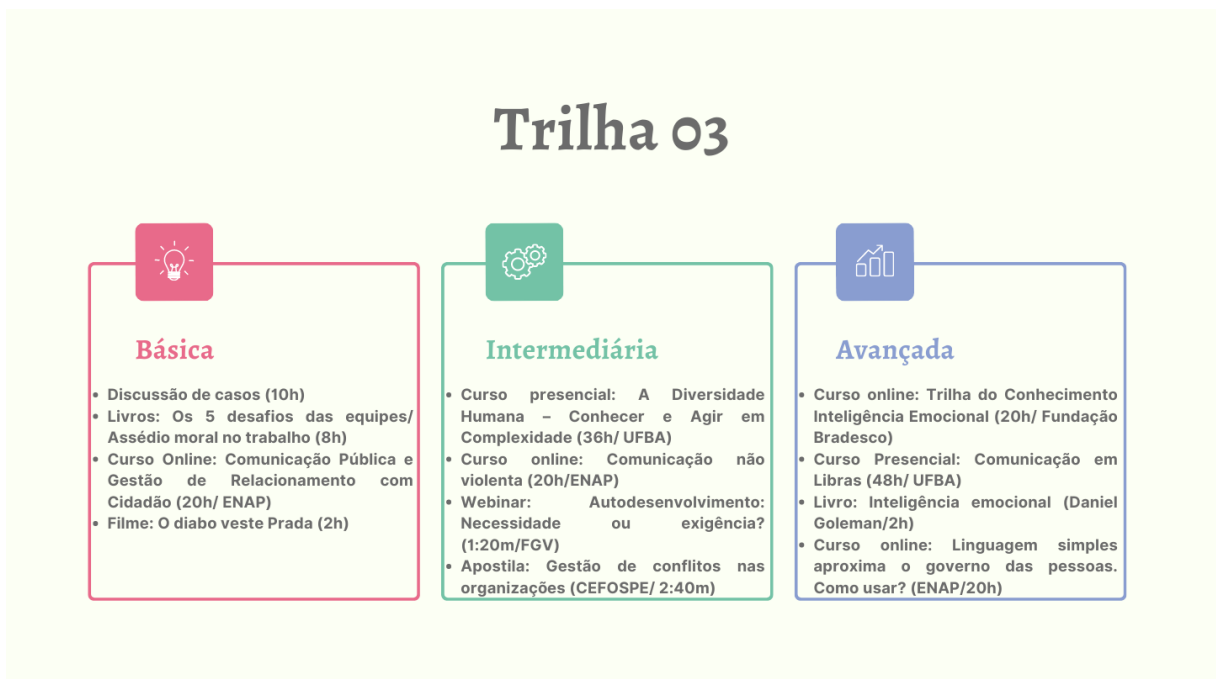 Trilha 03
Básica
• Discussão de casos (10h)
• Livros: Os 5 desafios das equipes/
Assédio moral no trabalho (8h)
• Curso Online: Comunicação Pública e
Gestão de Relacionamento com
Cidadão (20h/ ENAP)
• Filme: O diabo veste Prada (2h)
Intermediária
• Curso presencial: A Diversidade
Humana – Conhecer e Agir em
Complexidade (36h/ UFBA)
• Curso online: Comunicação não
violenta (20h/ENAP)
• Webinar: Autodesenvolvimento:
Necessidade ou exigência?
(1:20m/FGV)
• Apostila: Gestão de conflitos nas
organizações (CEFOSPE/ 2:40m)
Avançada
• Curso online: Trilha do Conhecimento
Inteligência Emocional (20h/ Fundação
Bradesco)
• Curso Presencial: Comunicação em
Libras (48h/ UFBA)
• Livro: Inteligência emocional (Daniel
Goleman/2h)
• Curso online: Linguagem simples
aproxima o governo das pessoas.
Como usar? (ENAP/20h)